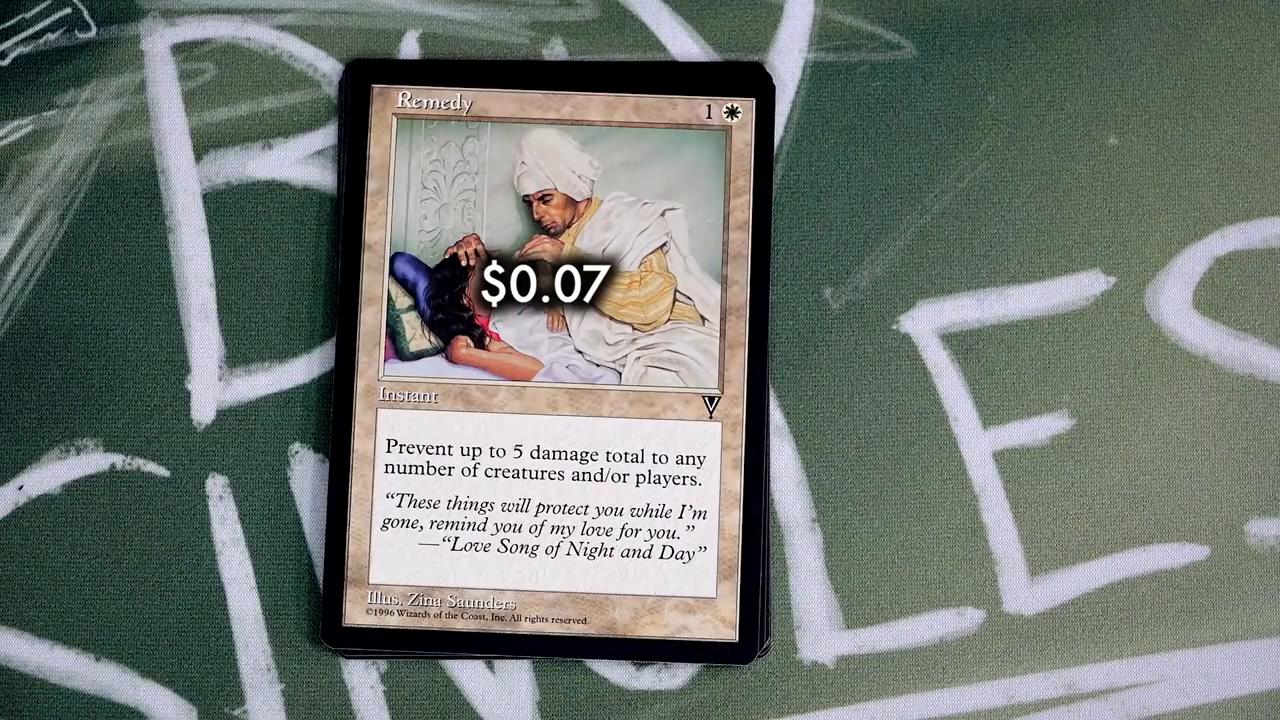 BUY
SINGLES
Remedy
1
$0.07
Instant
Prevent up to 5 damage total to any
number of creatures and/or players.
“These things will protect you while I’m
gone, remind you of my love for you.”
—“Love Song of Night and Day”
Illus. Zina Saunders
©1996 Wizards of the Coast, Inc. All rights reserved